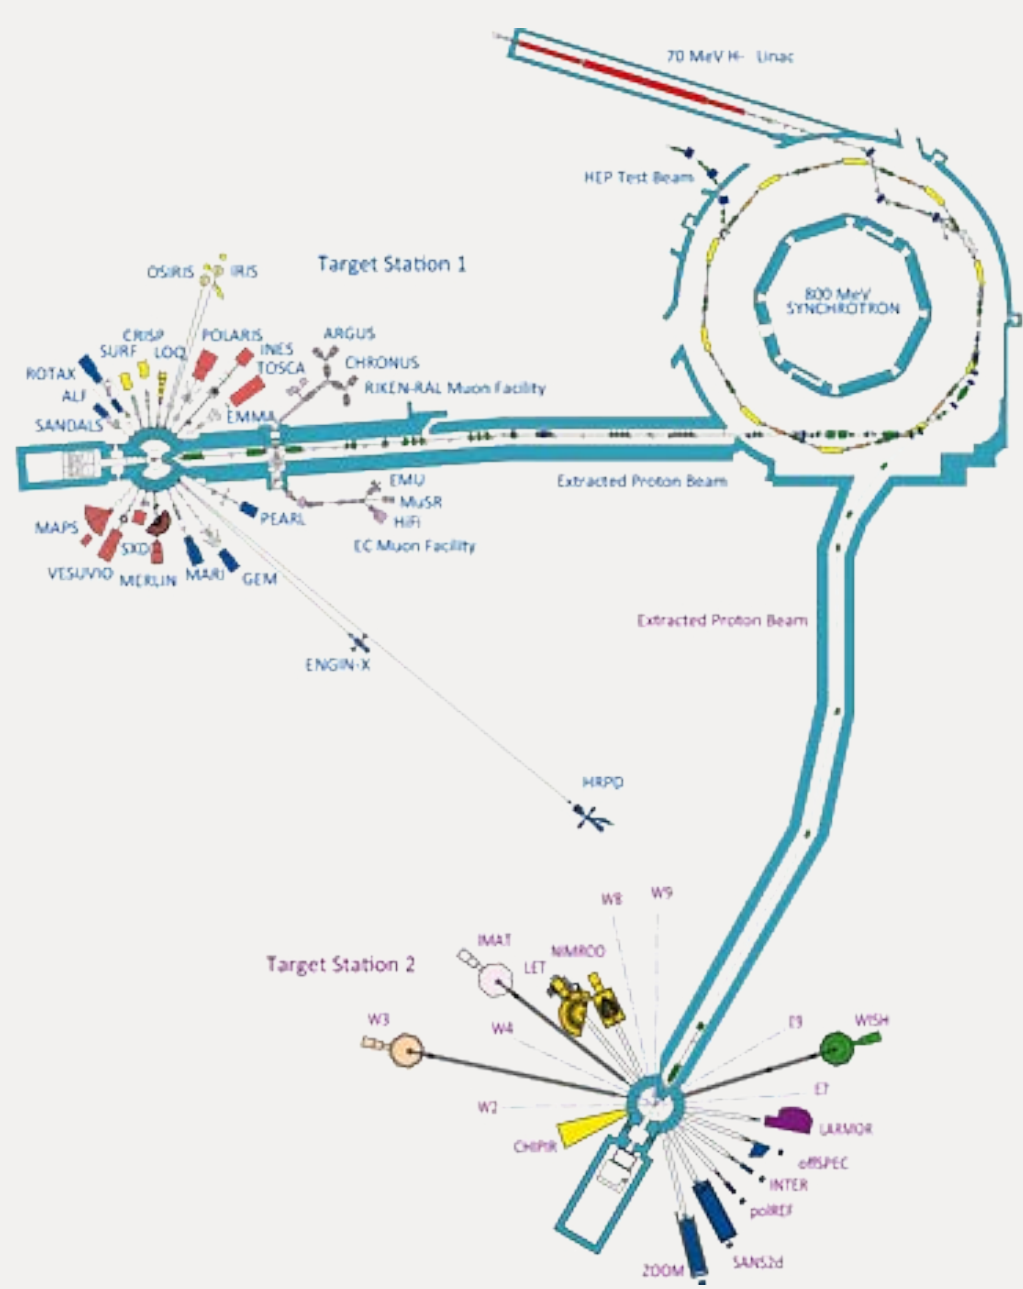 70 MeV H- Linac
HEP Test Beam
Target Station 1
OSIRIS
IRIS
800 MeV
SYNCHROTRON
CRISP
POLARIS
ARGUS
SURF
LOQ
INES
CHRONUS
ROTAX
TOSCA
RIKEN-RAL Muon Facility
ALF
SANDALS
EMMA
Extracted Proton Beam
EMU
MuSR
HiFi
PEARL
MAPS
SXD
EC Muon Facility
VESUVIO
MERLIN
MARI
GEM
Extracted Proton Beam
ENGIN-X
HRPD
W8
W9
Target Station 2
IMAT
NIMROD
LET
W3
W4
E9
WISH
W2
E7
CHIPIR
LARMOR
offSPEC
INTER
polREF
SANS2d
ZOOM